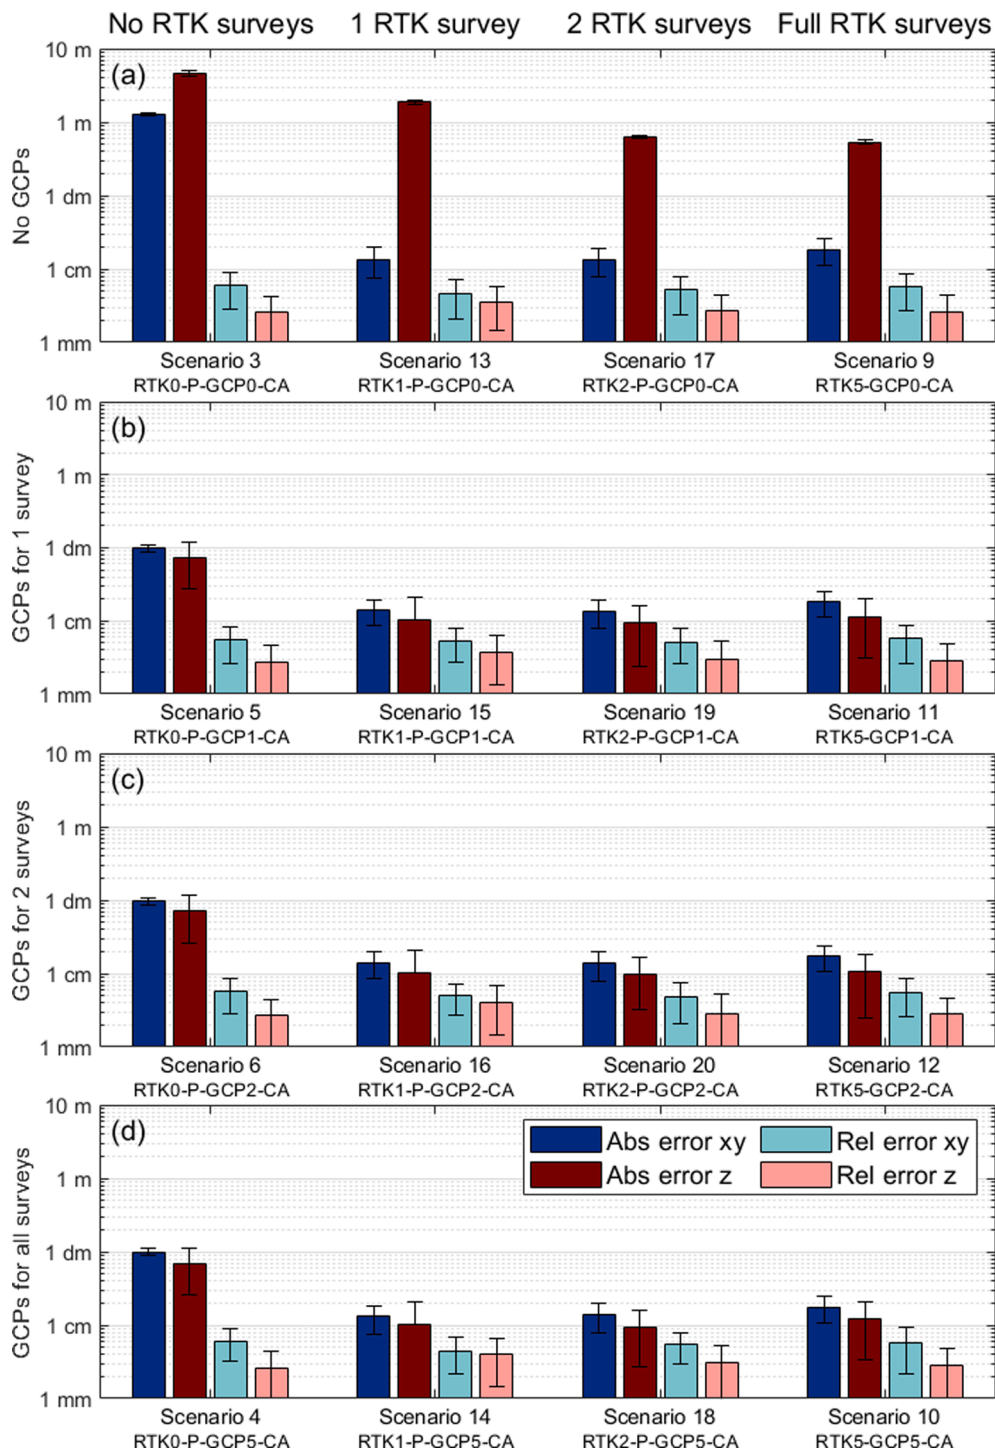 No RTK surveys 1 RTK survey 2 RTK surveys Full RTK surveys
No GCPs
(a)
10 m
1 m
1 dm
1 cm
1 mm
Scenario 3 Scenario 13 Scenario 17 Scenario 9
RTK0-P-GCP0-CA RTK1-P-GCP0-CA RTK2-P-GCP0-CA RTK5-GCP0-CA
GCPs for 1 survey
(b)
10 m
1 m
1 dm
1 cm
1 mm
Scenario 5 Scenario 15 Scenario 19 Scenario 11
RTK0-P-GCP1-CA RTK1-P-GCP1-CA RTK2-P-GCP1-CA RTK5-GCP1-CA
GCPs for 2 surveys
(c)
10 m
1 m
1 dm
1 cm
1 mm
Scenario 6 Scenario 16 Scenario 20 Scenario 12
RTK0-P-GCP2-CA RTK1-P-GCP2-CA RTK2-P-GCP2-CA RTK5-GCP2-CA
GCPs for all surveys
(d)
10 m
1 m
1 dm
1 cm
1 mm
Abs error xy Rel error xy
Abs error z Rel error z
Scenario 4 Scenario 14 Scenario 18 Scenario 10
RTK0-P-GCP5-CA RTK1-P-GCP5-CA RTK2-P-GCP5-CA RTK5-GCP5-CA